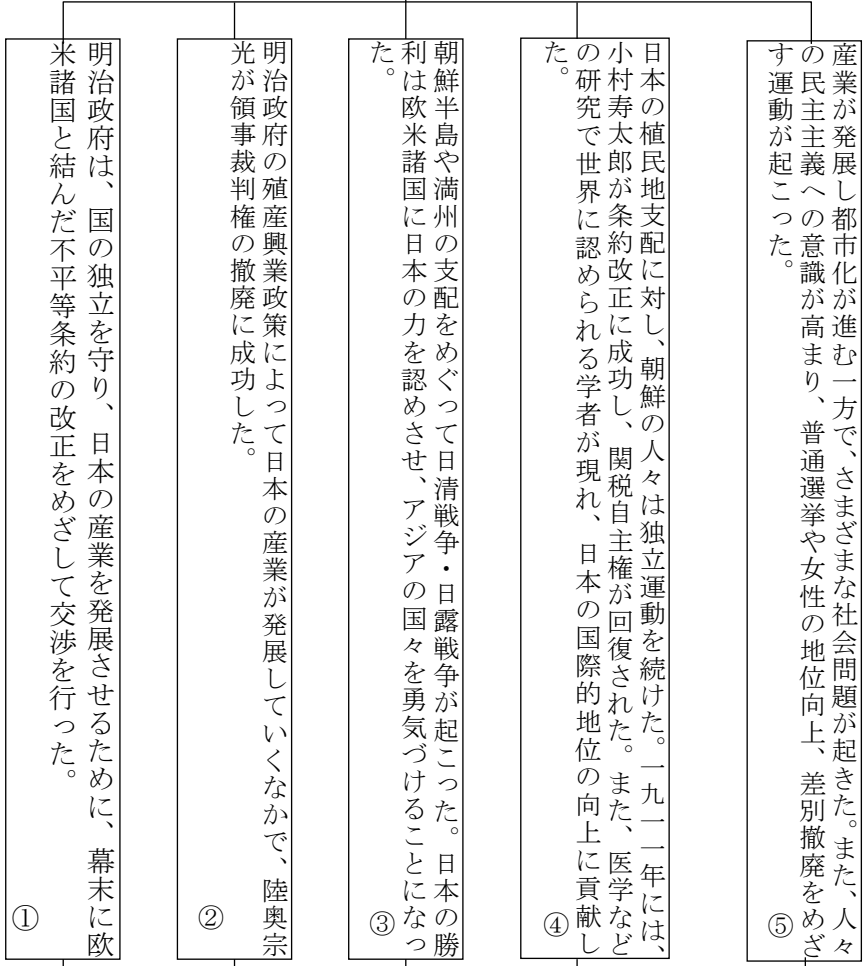 産業が発展し都市化が進む一方で、さまざまな社会問題が起きた。また、人々
の民主主義への意識が高まり、普通選挙や女性の地位向上、差別撤廃をめざ
す運動が起こった。
⑤
日本の植民地支配に対し、朝鮮の人々は独立運動を続けた。一九一一年には、
小村寿太郎が条約改正に成功し、関税自主権が回復された。また、医学など
の研究で世界に認められる学者が現れ、日本の国際的地位の向上に貢献し
た。
④
朝鮮半島や満州の支配をめぐって日清戦争・日露戦争が起こった。日本の勝
利は欧米諸国に日本の力を認めさせ、アジアの国々を勇気づけることになっ
た。
③
明治政府の殖産興業政策によって日本の産業が発展していくなかで、陸奥宗
光が領事裁判権の撤廃に成功した。
②
明治政府は、国の独立を守り、日本の産業を発展させるために、幕末に欧
米諸国と結んだ不平等条約の改正をめざして交渉を行った。
①